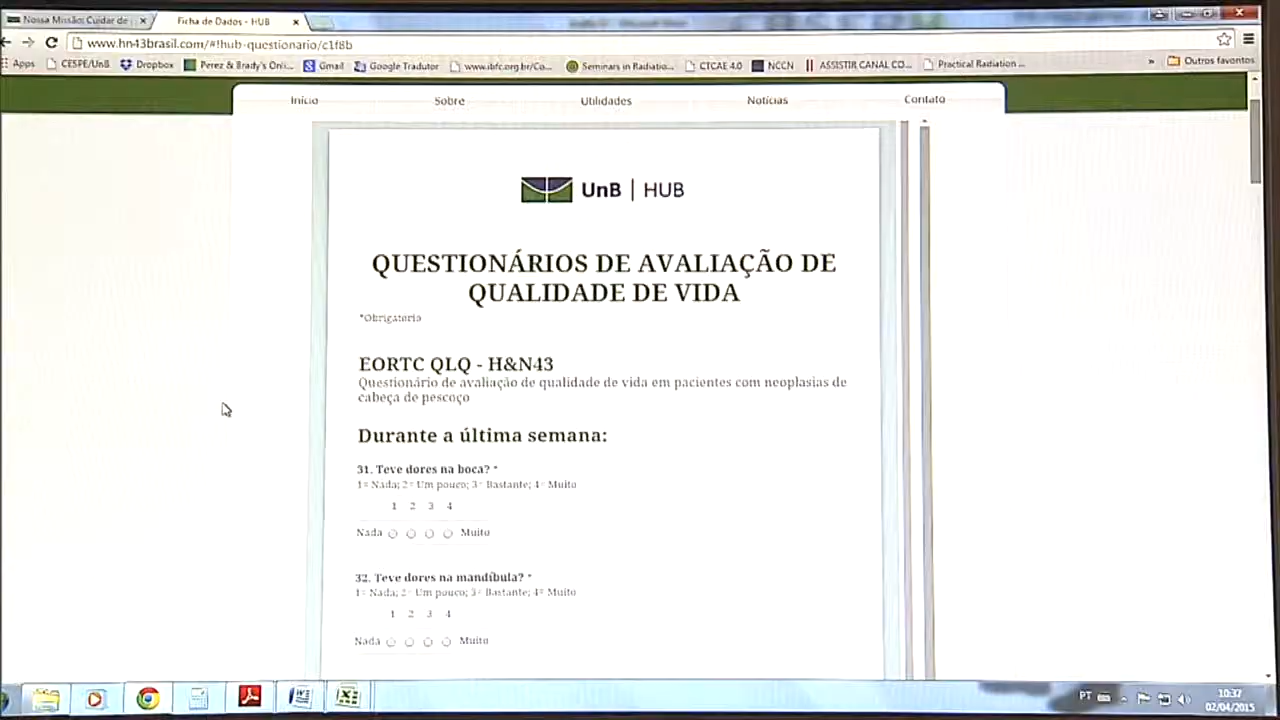 Nossa Missão: Cuidar de
Ficha de Dados - HUB
www.hn43brasil.com/#!hub-questionario/c1f8b
Apps CESPE/UnB Dropbox Perez & Brady's Onli... Gmail Google Tradutor www.ibfc.org.br/Co... Seminars in Radiatio... CTCAE 4.0 NCCN ASSISTIR CANAL CO... Practical Radiation ... » Outros favoritos
Início Sobre Utilidades Notícias Contato
UnB | HUB
QUESTIONÁRIOS DE AVALIAÇÃO DE
QUALIDADE DE VIDA
*Obrigatório
EORTC QLQ - H&N43
Questionário de avaliação de qualidade de vida em pacientes com neoplasias de
cabeça de pescoço
Durante a última semana:
31. Teve dores na boca? *
1= Nada; 2= Um pouco; 3= Bastante; 4= Muito
1 2 3 4
Nada Muito
32. Teve dores na mandíbula? *
1= Nada; 2= Um pouco; 3= Bastante; 4= Muito
1 2 3 4
Nada Muito
PT
10:37
02/04/2015